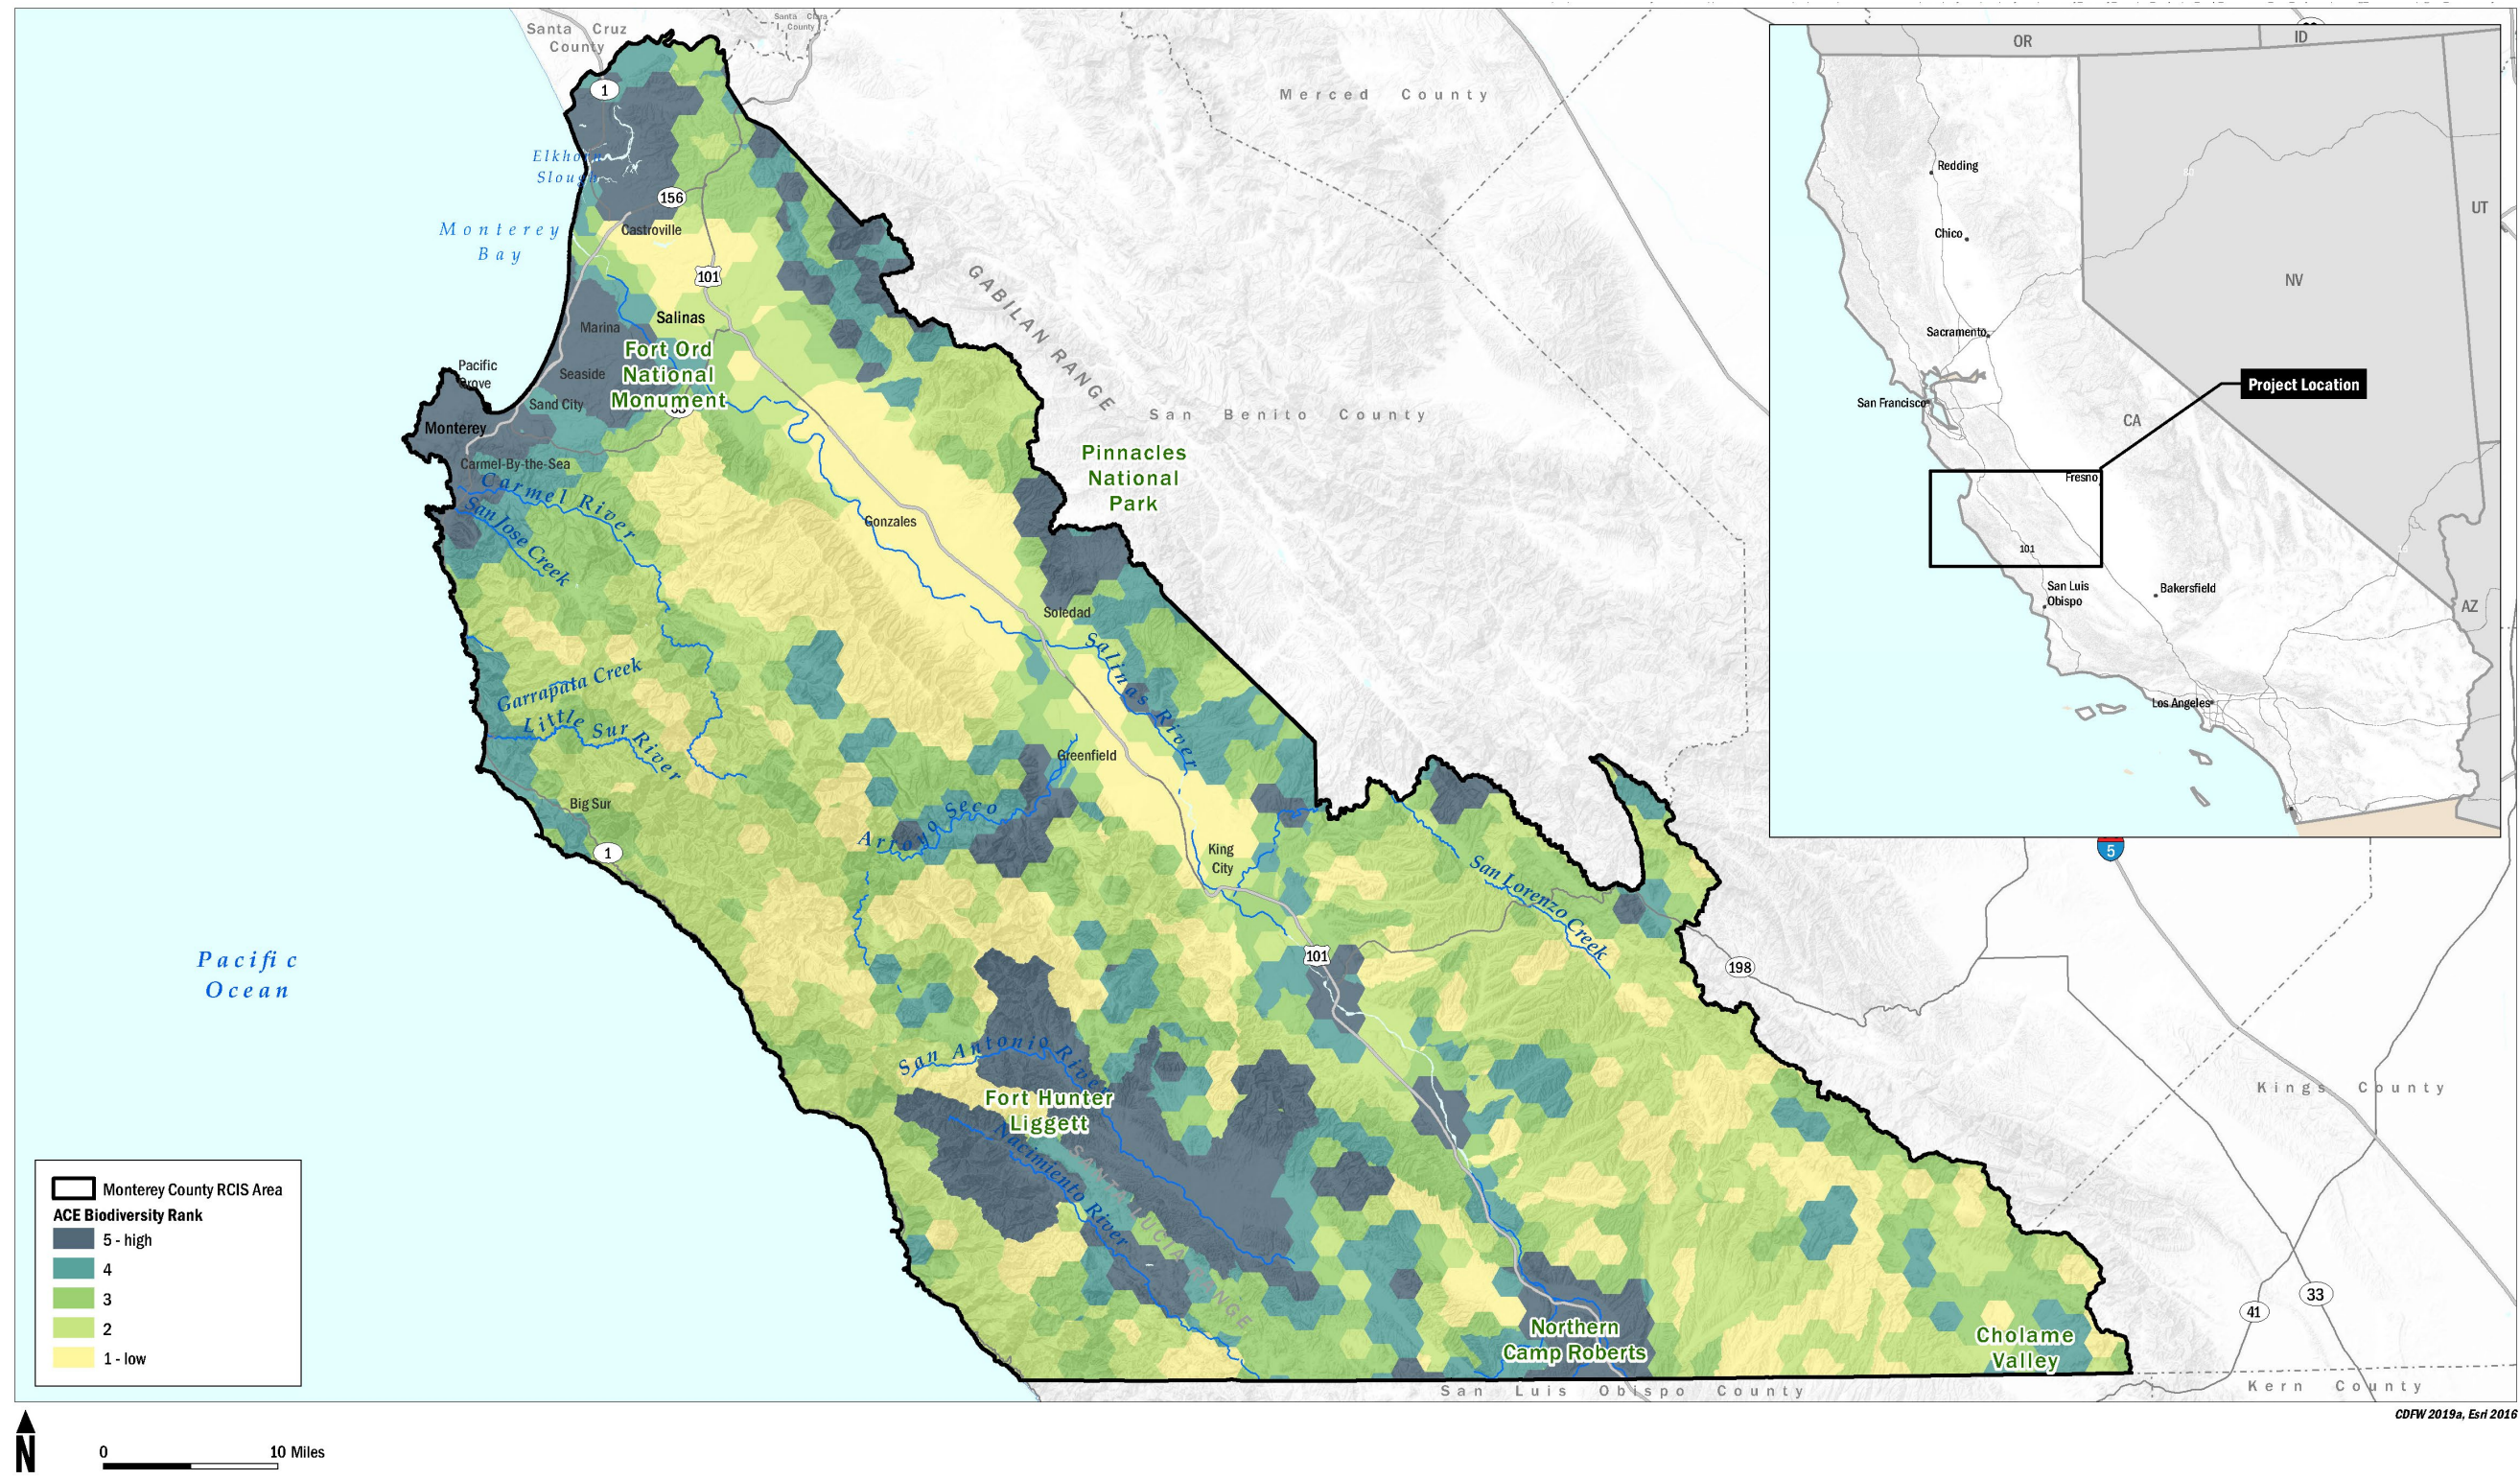 Santa Cruz
County
Santa Clara
County
1
Elkhorn
Slough
156
Monterey
Bay
Castroville
101
Merced County
GABILAN RANGE
Marina
Salinas
Fort Ord
National
Monument
Pacific
Grove
Seaside
Sand City
Monterey
San Benito County
Pinnacles
National
Park
Carmel-By-the-Sea
Carmel River
San Jose Creek
Gonzales
Soledad
Salinas River
Garrapata Creek
Little Sur River
Greenfield
Big Sur
Arroyo Seco
1
King
City
San Lorenzo Creek
Pacific
Ocean
101
198
San Antonio River
Fort Hunter
Liggett
Nacimiento River
SANTA LUCIA RANGE
Northern
Camp Roberts
Cholame
Valley
San Luis Obispo County
Kings County
Kern County
5
41
33
OR
ID
Redding
Chico
UT
NV
Sacramento
Project Location
San Francisco
CA
Fresno
101
San Luis
Obispo
Bakersfield
AZ
Los Angeles
Monterey County RCIS Area
ACE Biodiversity Rank
5 - high
4
3
2
1 - low
CDFW 2019a, Esri 2016
N
0 10 Miles